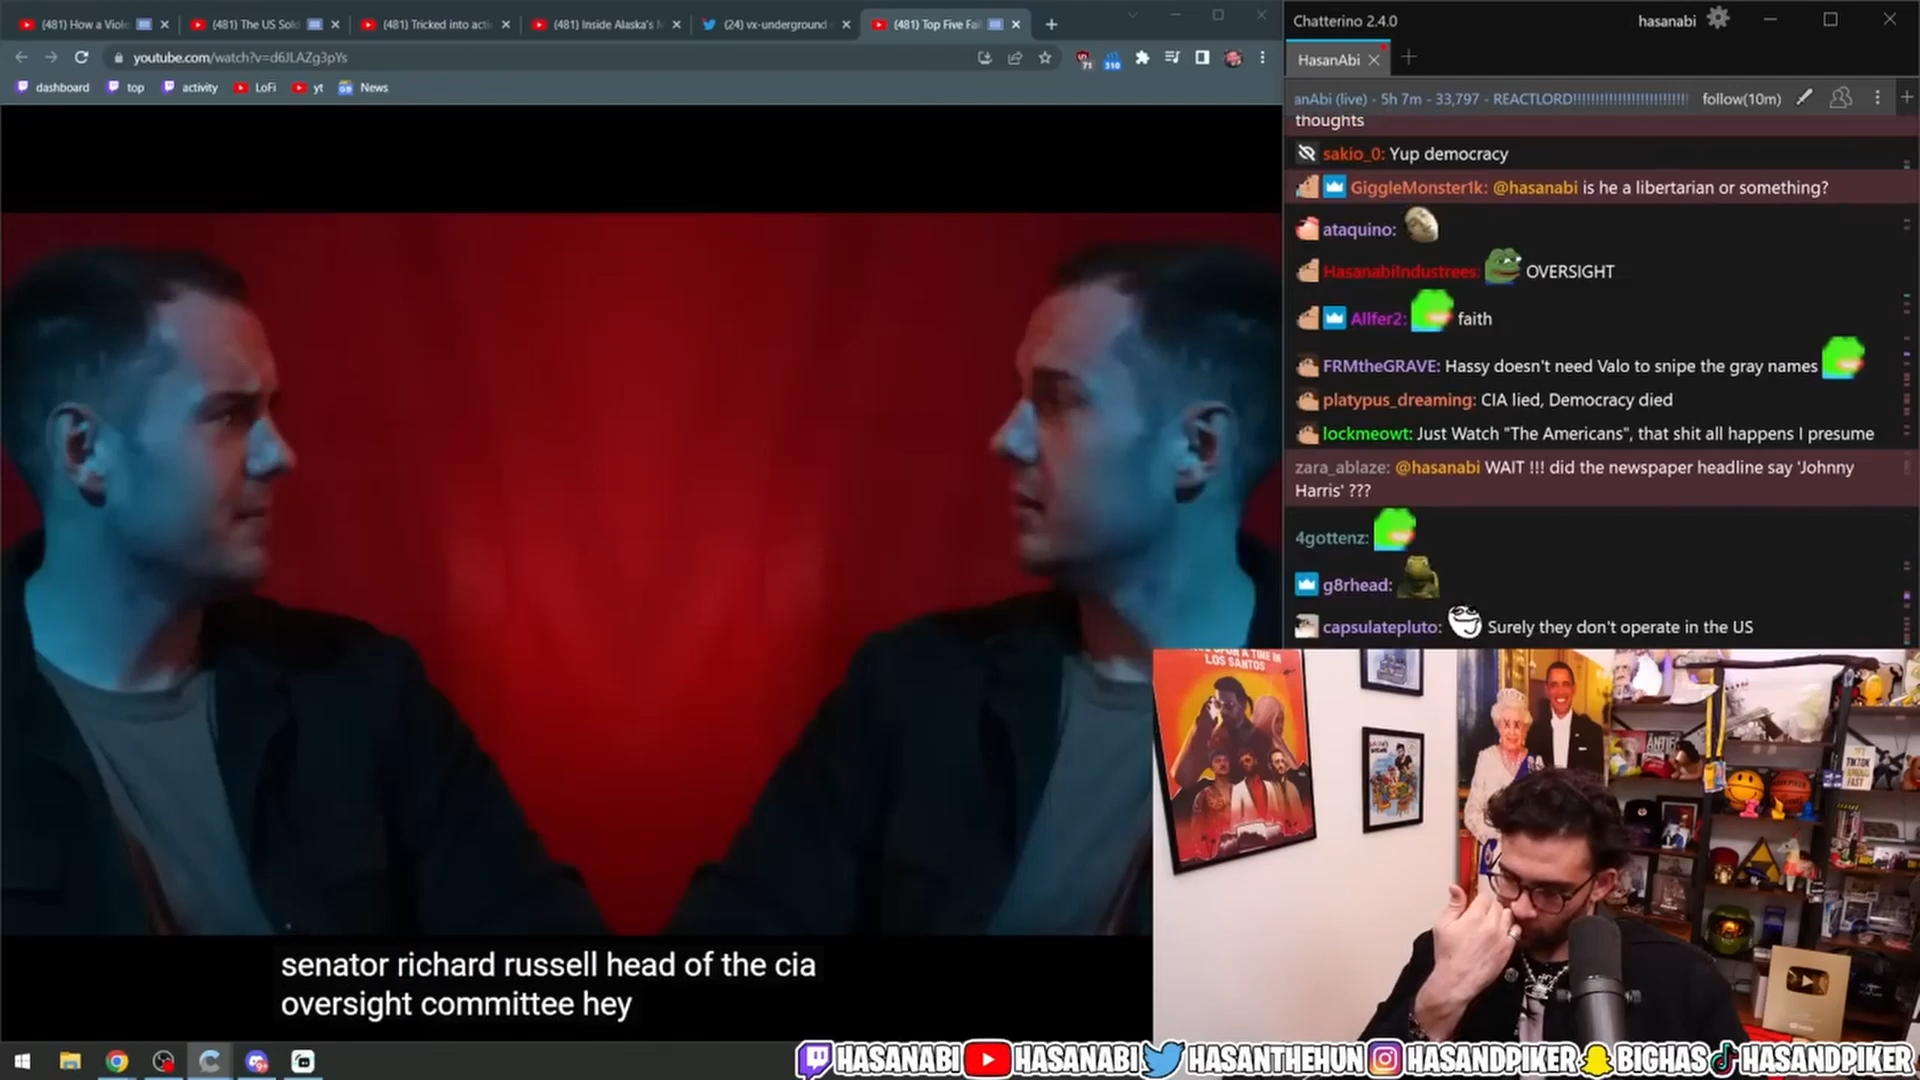 (481) How a Viole
(481) The US Sold
(481) Tricked into acti
(481) Inside Alaska's M
(24) vx-underground
(481) Top Five Fai
youtube.com/watch?v=d6JLAZg3pYs
71
310
dashboard
top
activity
LoFi
yt
News
Chatterino 2.4.0
hasanabi
HasanAbi
anAbi (live) - 5h 7m - 33,797 - REACTLORD!!!!!!!!!!!!!!!!!!!!!!!!!!
follow(10m)
thoughts
sakio_0: Yup democracy
GiggleMonster1k: @hasanabi is he a libertarian or something?
ataquino:
HasanabiIndustrees: OVERSIGHT
Allfer2: faith
FRMtheGRAVE: Hassy doesn't need Valo to snipe the gray names
platypus_dreaming: CIA lied, Democracy died
lockmeowt: Just Watch "The Americans", that shit all happens I presume
zara_ablaze: @hasanabi WAIT !!! did the newspaper headline say 'Johnny
Harris' ???
4gottenz:
g8rhead:
capsulatepluto: Surely they don't operate in the US
LOS SANTOS
senator richard russell head of the cia
oversight committee hey
HASANABI HASANABI HASANTHEHUN HASANDPIKER BIGHAS HASANDPIKER